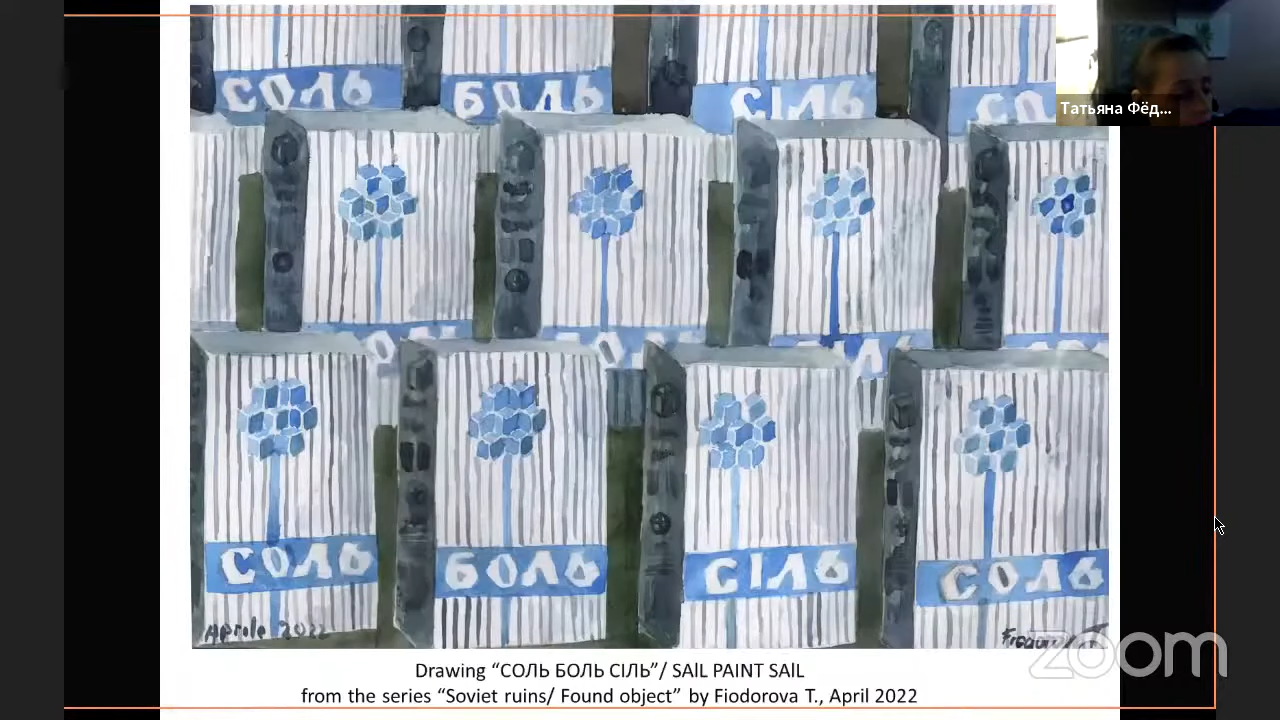 СОЛЬ БОЛЬ СІЛЬ СО
Татьяна Фёд...
СОЛЬ БОЛЬ СІЛЬ СОЛЬ
Aprile 2022
zoom
Drawing “СОЛЬ БОЛЬ СІЛЬ”/ SAIL PAINT SAIL
from the series “Soviet ruins/ Found object” by Fiodorova T., April 2022